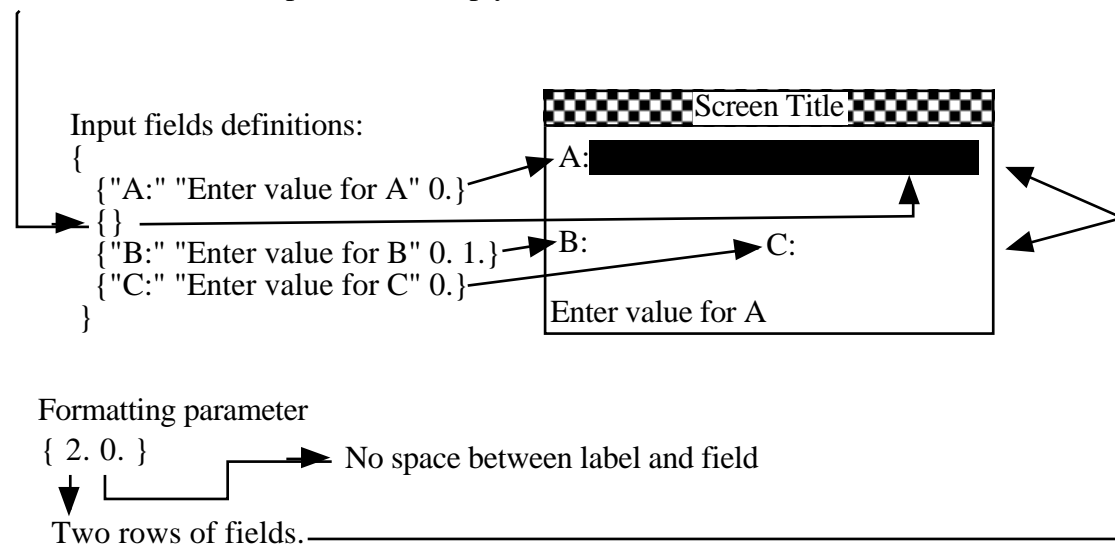 Input fields definitions:
{
{"A:" "Enter value for A" 0.}
{}
{"B:" "Enter value for B" 0. 1.}
{"C:" "Enter value for C" 0.}
}
Screen Title
A:
B: C:
Enter value for A
Formatting parameter
{ 2. 0. }
No space between label and field
Two rows of fields.